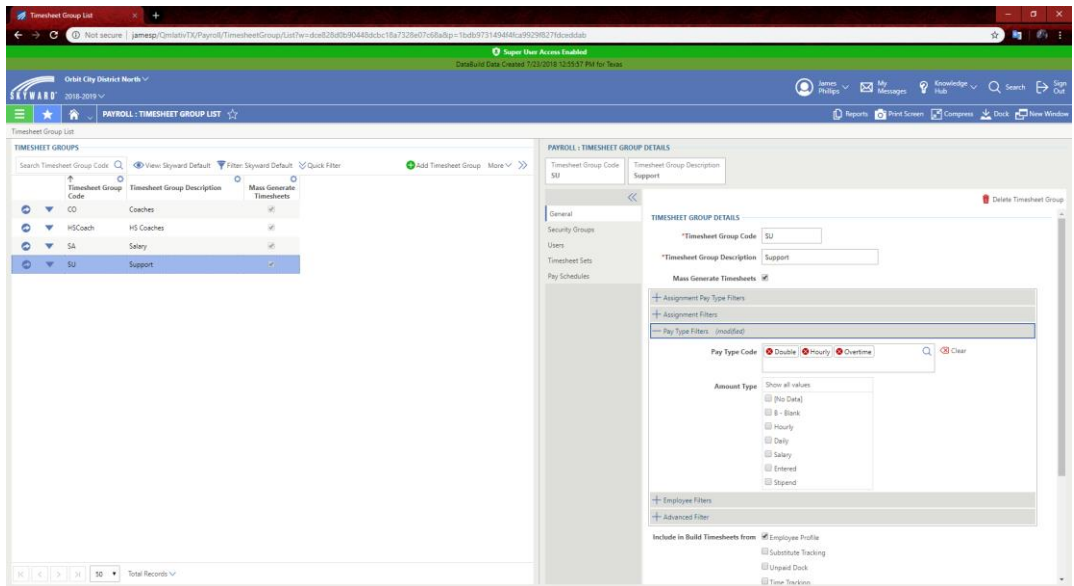 Timesheet Group List
Not secure | jamesp/QmlativTX/Payroll/TimesheetGroup/List?w=dce828d0b90448dcbc18a7328e07c68a&p=1bdb9731494f4fca9929f827fdceddab
Super User Access Enabled
DataBuild Data Created 7/23/2018 12:59:57 PM for Texas
SKYWARD
Orbit City District North
2018-2019
James Phillips
My Messages
Knowledge Hub
Search
Sign Out
PAYROLL : TIMESHEET GROUP LIST
Reports Print Screen Compress Dock New Window
Timesheet Group List
TIMESHEET GROUPS
Search Timesheet Group Code View: Skyward Default Filter: Skyward Default Quick Filter Add Timesheet Group More
Timesheet Group Code Timesheet Group Description Mass Generate Timesheets
CO Coaches
HSCoach HS Coaches
SA Salary
SU Support
50 Total Records
PAYROLL : TIMESHEET GROUP DETAILS
Timesheet Group Code Timesheet Group Description
SU Support
Delete Timesheet Group
General
Security Groups
Users
Timesheet Sets
Pay Schedules
TIMESHEET GROUP DETAILS
*Timesheet Group Code SU
*Timesheet Group Description Support
Mass Generate Timesheets
Assignment Pay Type Filters
Assignment Filters
Pay Type Filters (modified)
Pay Type Code Double Hourly Overtime Clear
Amount Type Show all values
[No Data]
B - Blank
Hourly
Daily
Salary
Entered
Stipend
Employee Filters
Advanced Filter
Include in Build Timesheets from Employee Profile
Substitute Tracking
Unpaid Dock
Time Tracking